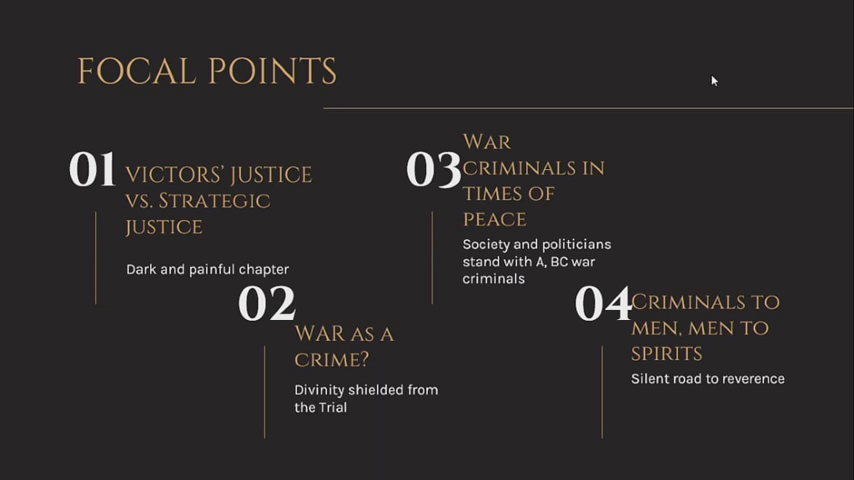 FOCAL POINTS
01
VICTORS' JUSTICE
VS. STRATEGIC
JUSTICE
Dark and painful chapter
02
WAR AS A
CRIME?
Divinity shielded from
the Trial
03
WAR
CRIMINALS IN
TIMES OF
PEACE
Society and politicians
stand with A, BC war
criminals
04
CRIMINALS TO
MEN, MEN TO
SPIRITS
Silent road to reverence